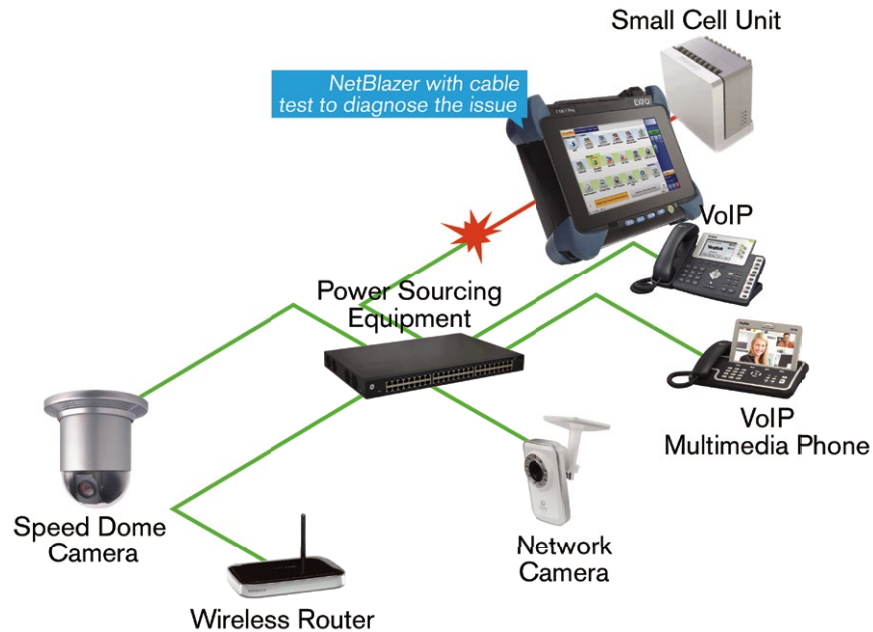 Small Cell Unit
NetBlazer with cable
test to diagnose the issue
EXFO
VoIP
Power Sourcing
Equipment
VoIP
Multimedia Phone
Speed Dome
Camera
Network
Camera
Wireless Router